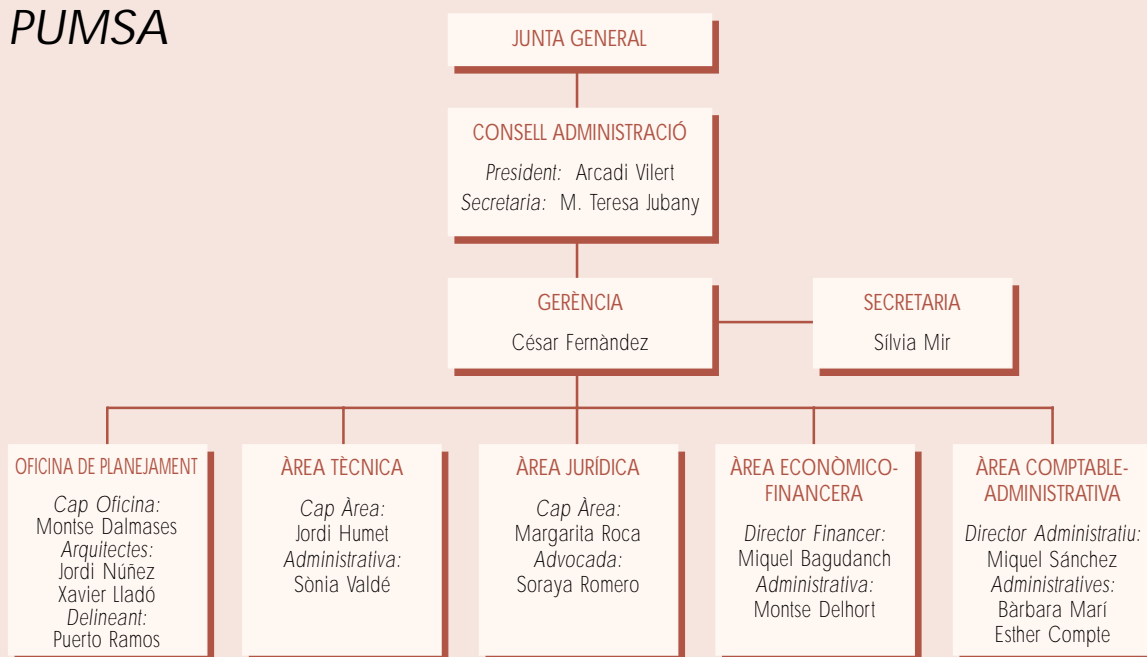 PUMSA
JUNTA GENERAL
CONSELL ADMINISTRACIÓ
President: Arcadi Vilert
Secretaria: M. Teresa Jubany
GERÈNCIA
César Fernàndez
SECRETARIA
Sílvia Mir
OFICINA DE PLANEJAMENT
Cap Oficina:
Montse Dalmases
Arquitectes:
Jordi Núñez
Xavier Lladó
Delineant:
Puerto Ramos
ÀREA TÈCNICA
Cap Àrea:
Jordi Humet
Administrativa:
Sònia Valdé
ÀREA JURÍDICA
Cap Àrea:
Margarita Roca
Advocada:
Soraya Romero
ÀREA ECONÒMICO-
FINANCERA
Director Financer:
Miquel Bagudanch
Administrativa:
Montse Delhort
ÀREA COMPTABLE-
ADMINISTRATIVA
Director Administratiu:
Miquel Sánchez
Administratives:
Bàrbara Marí
Esther Compte